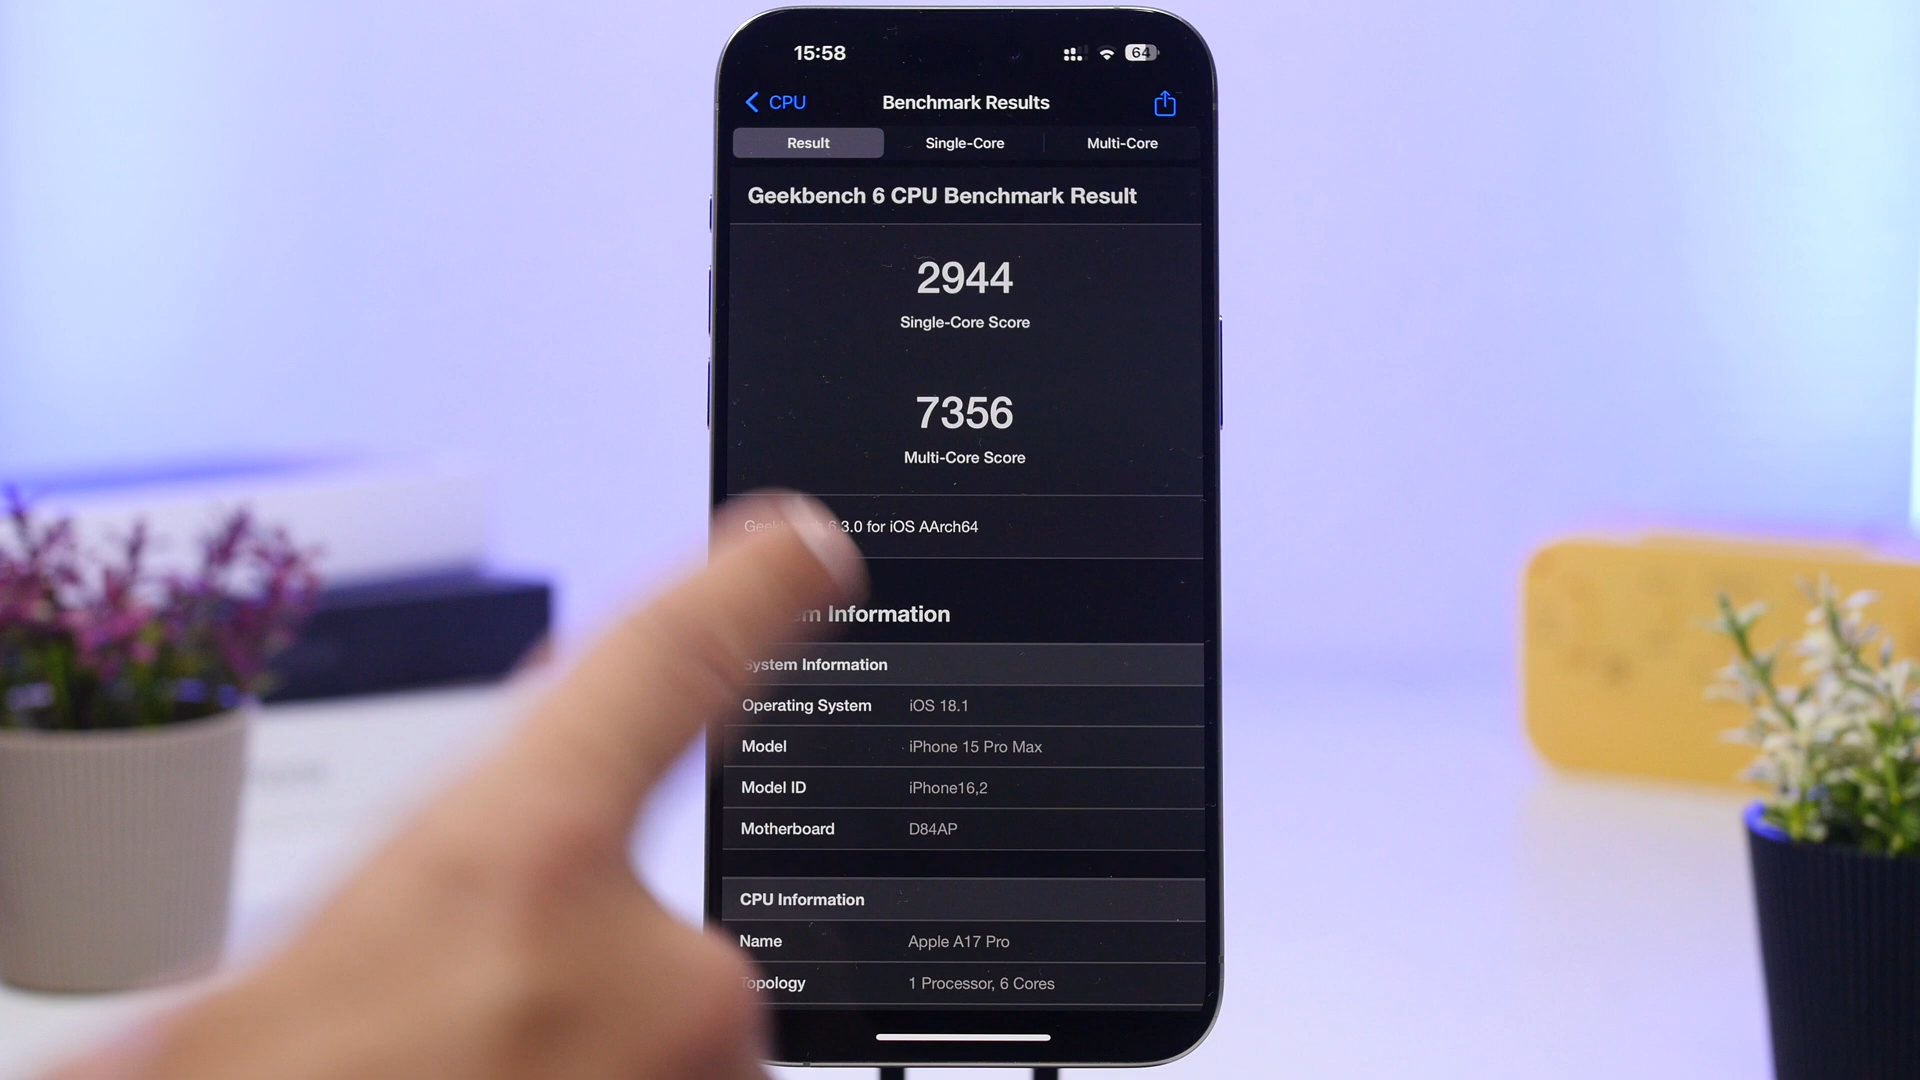 15:58 64
CPU Benchmark Results
Result Single-Core Multi-Core
Geekbench 6 CPU Benchmark Result
2944
Single-Core Score
7356
Multi-Core Score
6.3.0 for iOS AArch64
Information
System Information
Operating System iOS 18.1
Model iPhone 15 Pro Max
Model ID iPhone16,2
Motherboard D84AP
CPU Information
Name Apple A17 Pro
Topology 1 Processor, 6 Cores